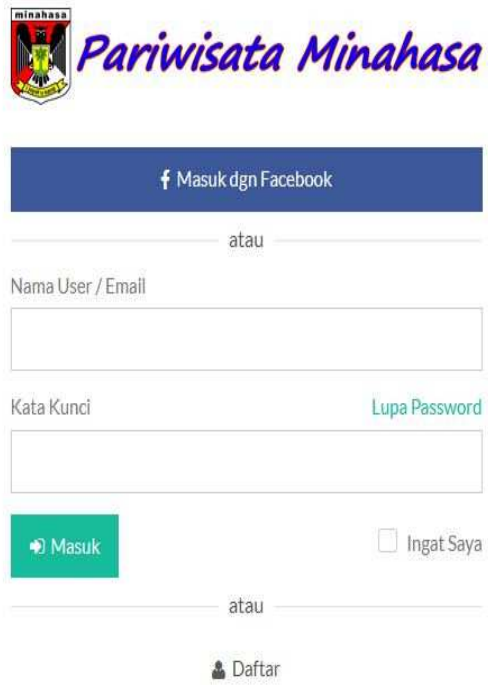 minahasa
Pariwisata Minahasa
Masuk dgn Facebook
atau
Nama User / Email
Kata Kunci
Lupa Password
Masuk
Ingat Saya
atau
Daftar